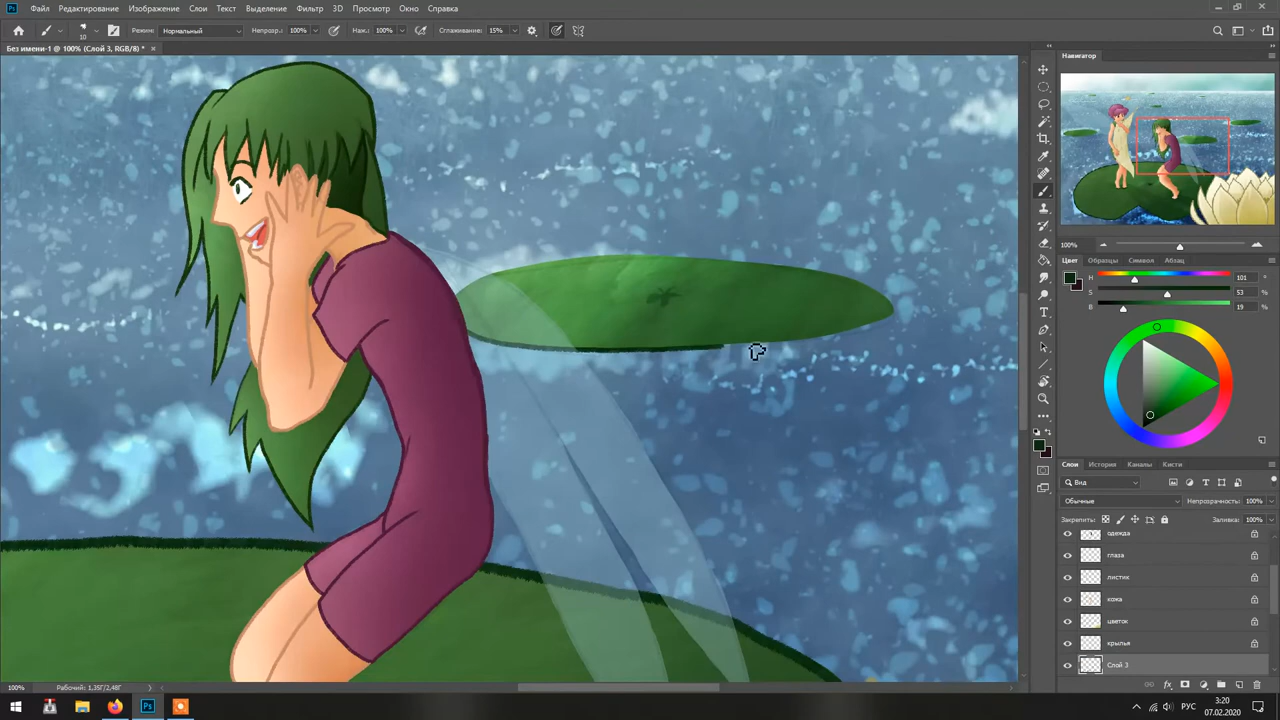 Файл Редактирование Изображение Слои Текст Выделение Фильтр 3D Просмотр Окно Справка
10 Режим: Нормальный Непрозр.: 100% Наж.: 100% Сглаживание: 15%
Без имени-1 @ 100% (Слой 3, RGB/8) *
Навигатор
100%
Цвет Образцы Символ Абзац
H 101 °
S 53 %
B 19 %
Слои История Каналы Кисти
Вид
Обычные Непрозрачность: 100%
Закрепить: Заливка: 100%
одежда
глаза
листик
кожа
цветок
крылья
Слой 3
100% Рабочий: 1,35Г/2,48Г
РУС 3:20
07.02.2020